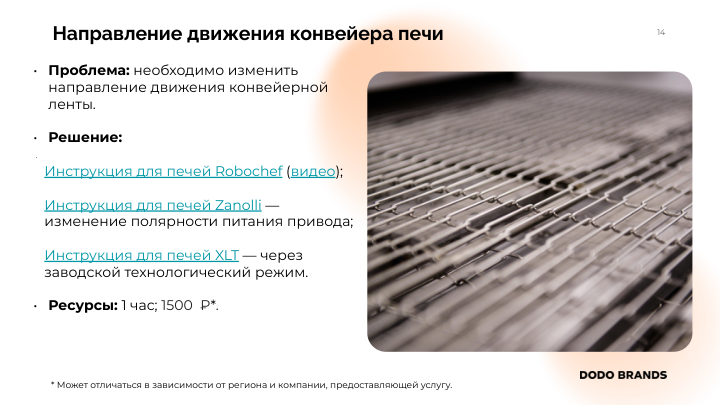 Направление движения конвейера печи
14
• Проблема: необходимо изменить
направление движения конвейерной
ленты.
• Решение:
Инструкция для печей Robochef (видео);
Инструкция для печей Zanolli —
изменение полярности питания привода;
Инструкция для печей XLT — через
заводской технологический режим.
• Ресурсы: 1 час; 1500 ₽*.
DODO BRANDS
* Может отличаться в зависимости от региона и компании, предоставляющей услугу.